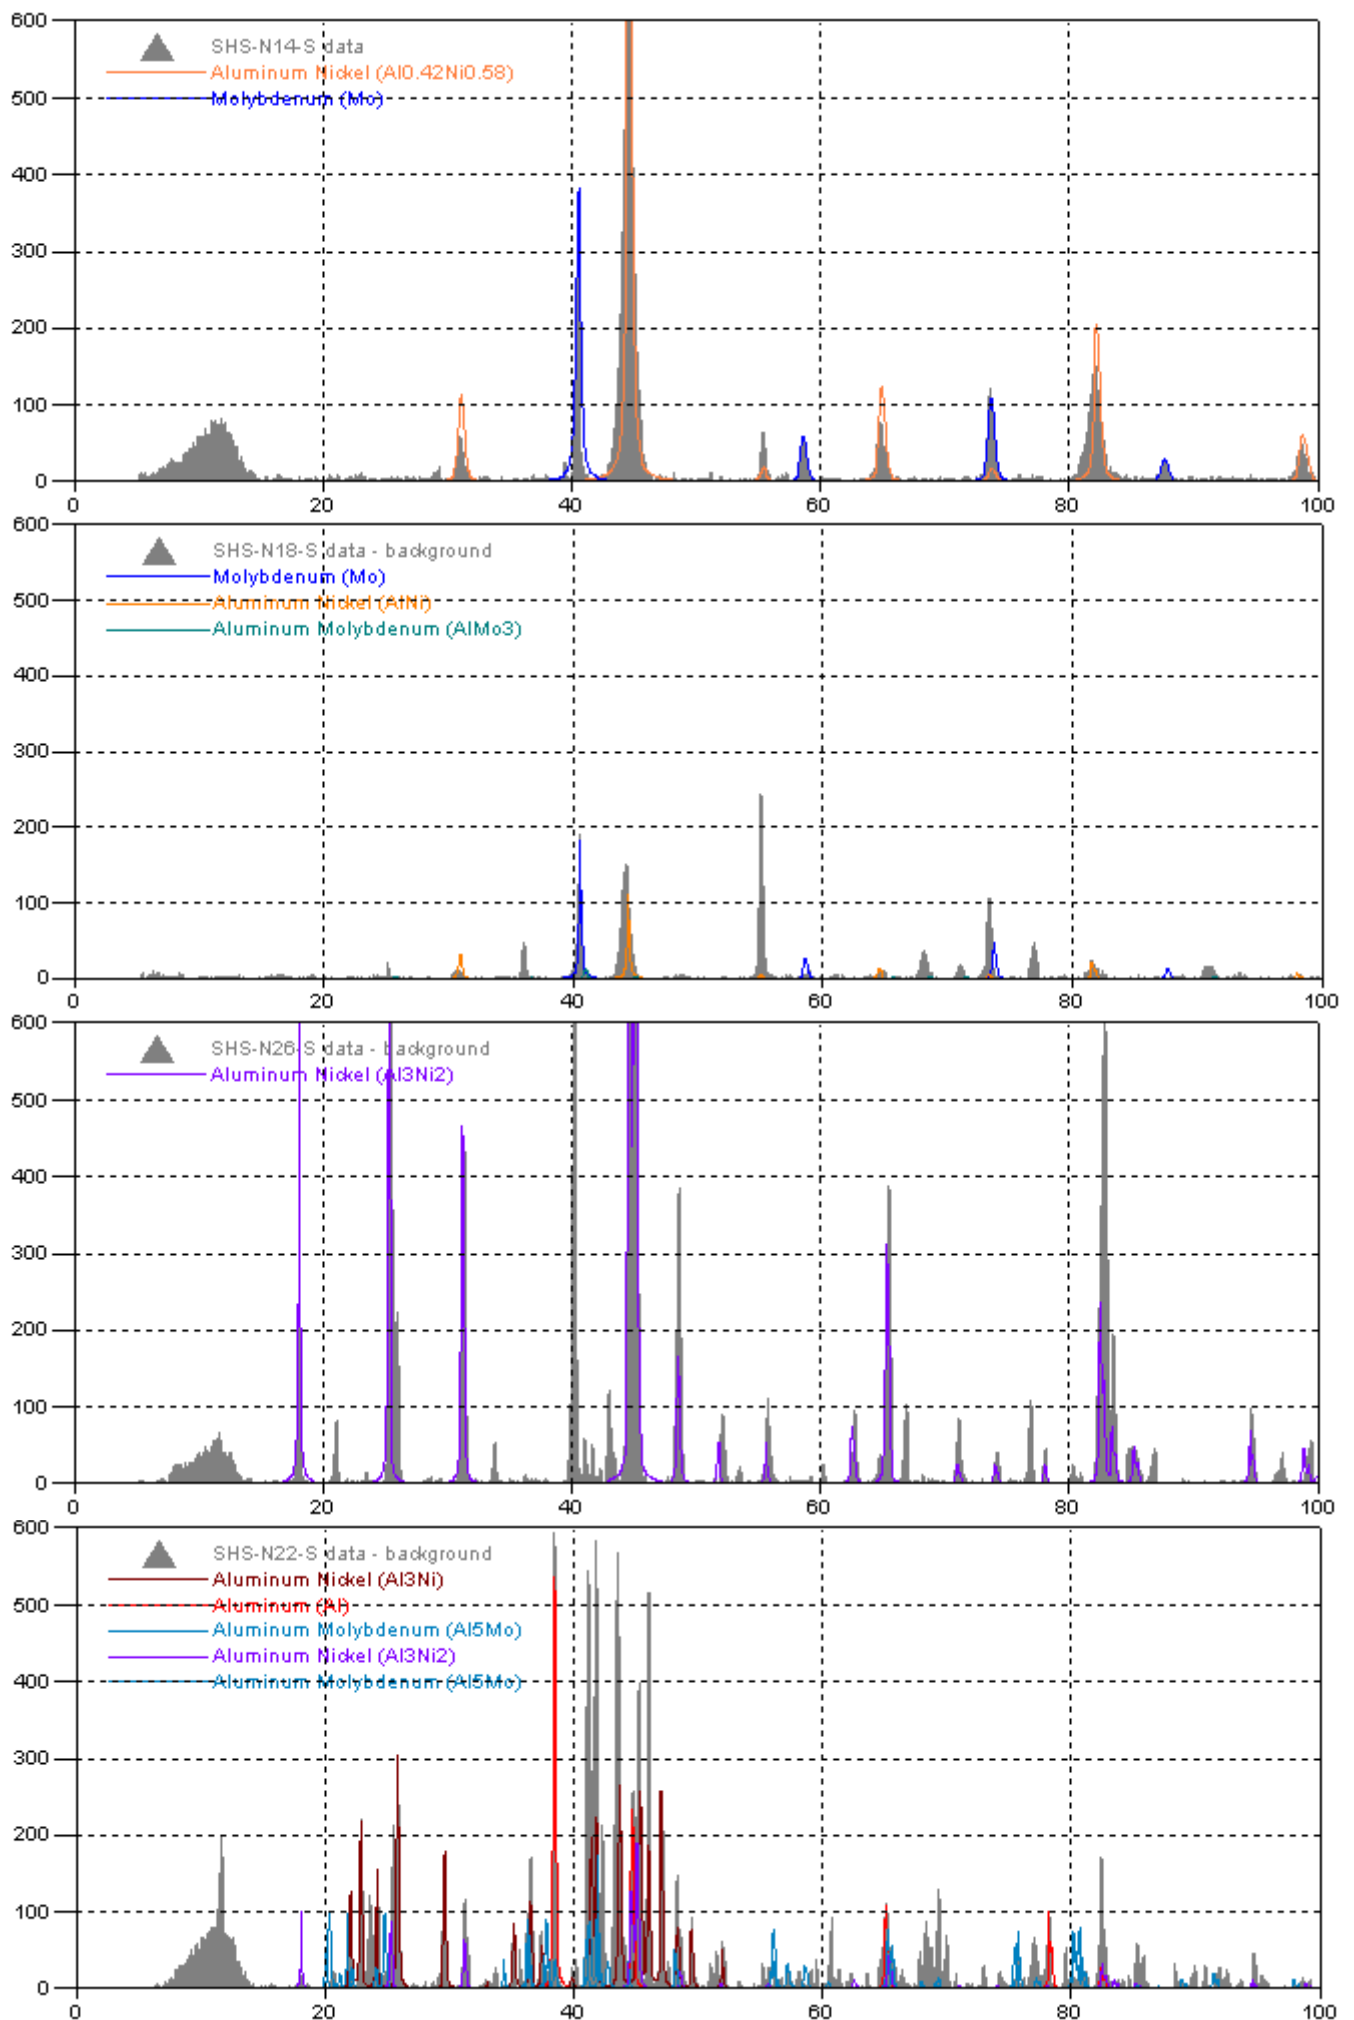 600
SHS-N14-S data
Aluminum Nickel (Al0.42Ni0.58)
Molybdenum (Mo)
500
400
300
200
100
0
0 20 40 60 80 100
600
SHS-N18-S data - background
Molybdenum (Mo)
Aluminum Nickel (AlNi)
Aluminum Molybdenum (AlMo3)
500
400
300
200
100
0
0 20 40 60 80 100
600
SHS-N26-S data - background
Aluminum Nickel (Al3Ni2)
500
400
300
200
100
0
0 20 40 60 80 100
600
SHS-N22-S data - background
Aluminum Nickel (Al3Ni)
Aluminum (Al)
Aluminum Molybdenum (Al5Mo)
Aluminum Nickel (Al3Ni2)
Aluminum Molybdenum (Al5Mo)
500
400
300
200
100
0
0 20 40 60 80 100